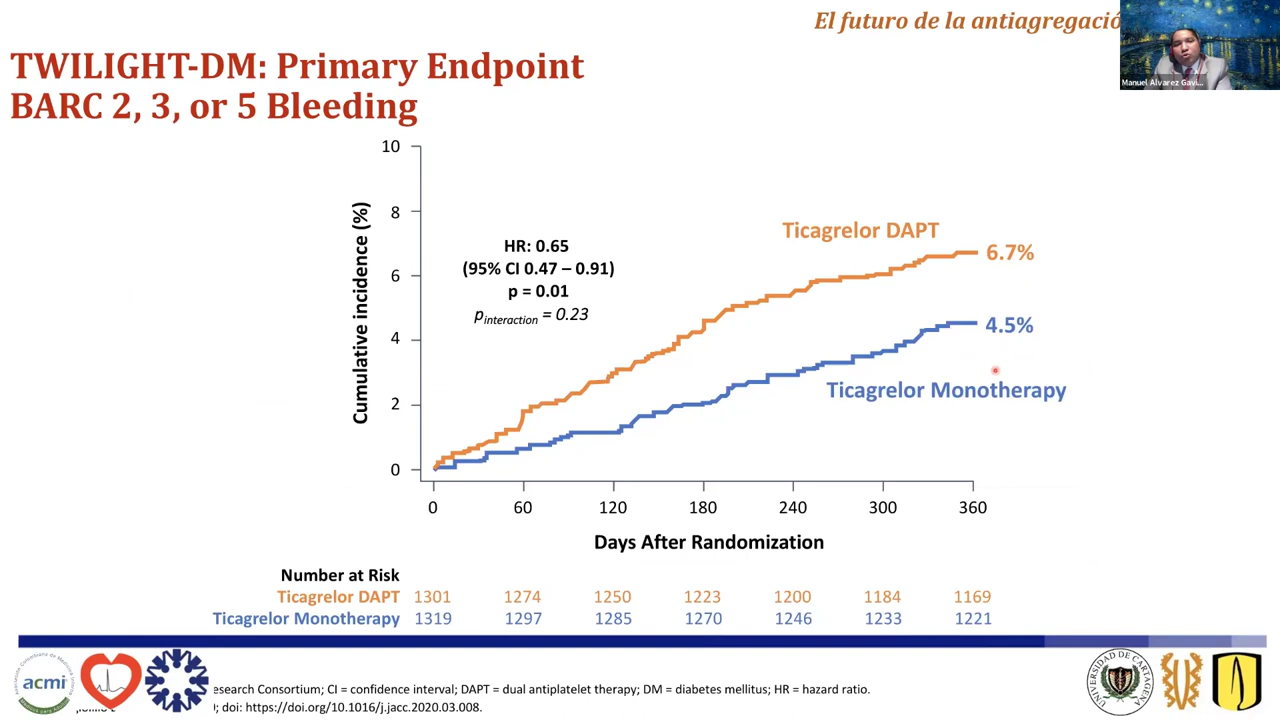 El futuro de la antiagregació
Manuel Alvarez Gavi...
TWILIGHT-DM: Primary Endpoint
BARC 2, 3, or 5 Bleeding
10
8
6
4
2
0
Cumulative incidence (%)
HR: 0.65
(95% CI 0.47 – 0.91)
p = 0.01
pinteraction = 0.23
Ticagrelor DAPT
6.7%
4.5%
Ticagrelor Monotherapy
0 60 120 180 240 300 360
Days After Randomization
Number at Risk
Ticagrelor DAPT 1301 1274 1250 1223 1200 1184 1169
Ticagrelor Monotherapy 1319 1297 1285 1270 1246 1233 1221
acmi
UNIVERSIDAD DE CARTAGENA
esearch Consortium; CI = confidence interval; DAPT = dual antiplatelet therapy; DM = diabetes mellitus; HR = hazard ratio.
; doi: https://doi.org/10.1016/j.jacc.2020.03.008.